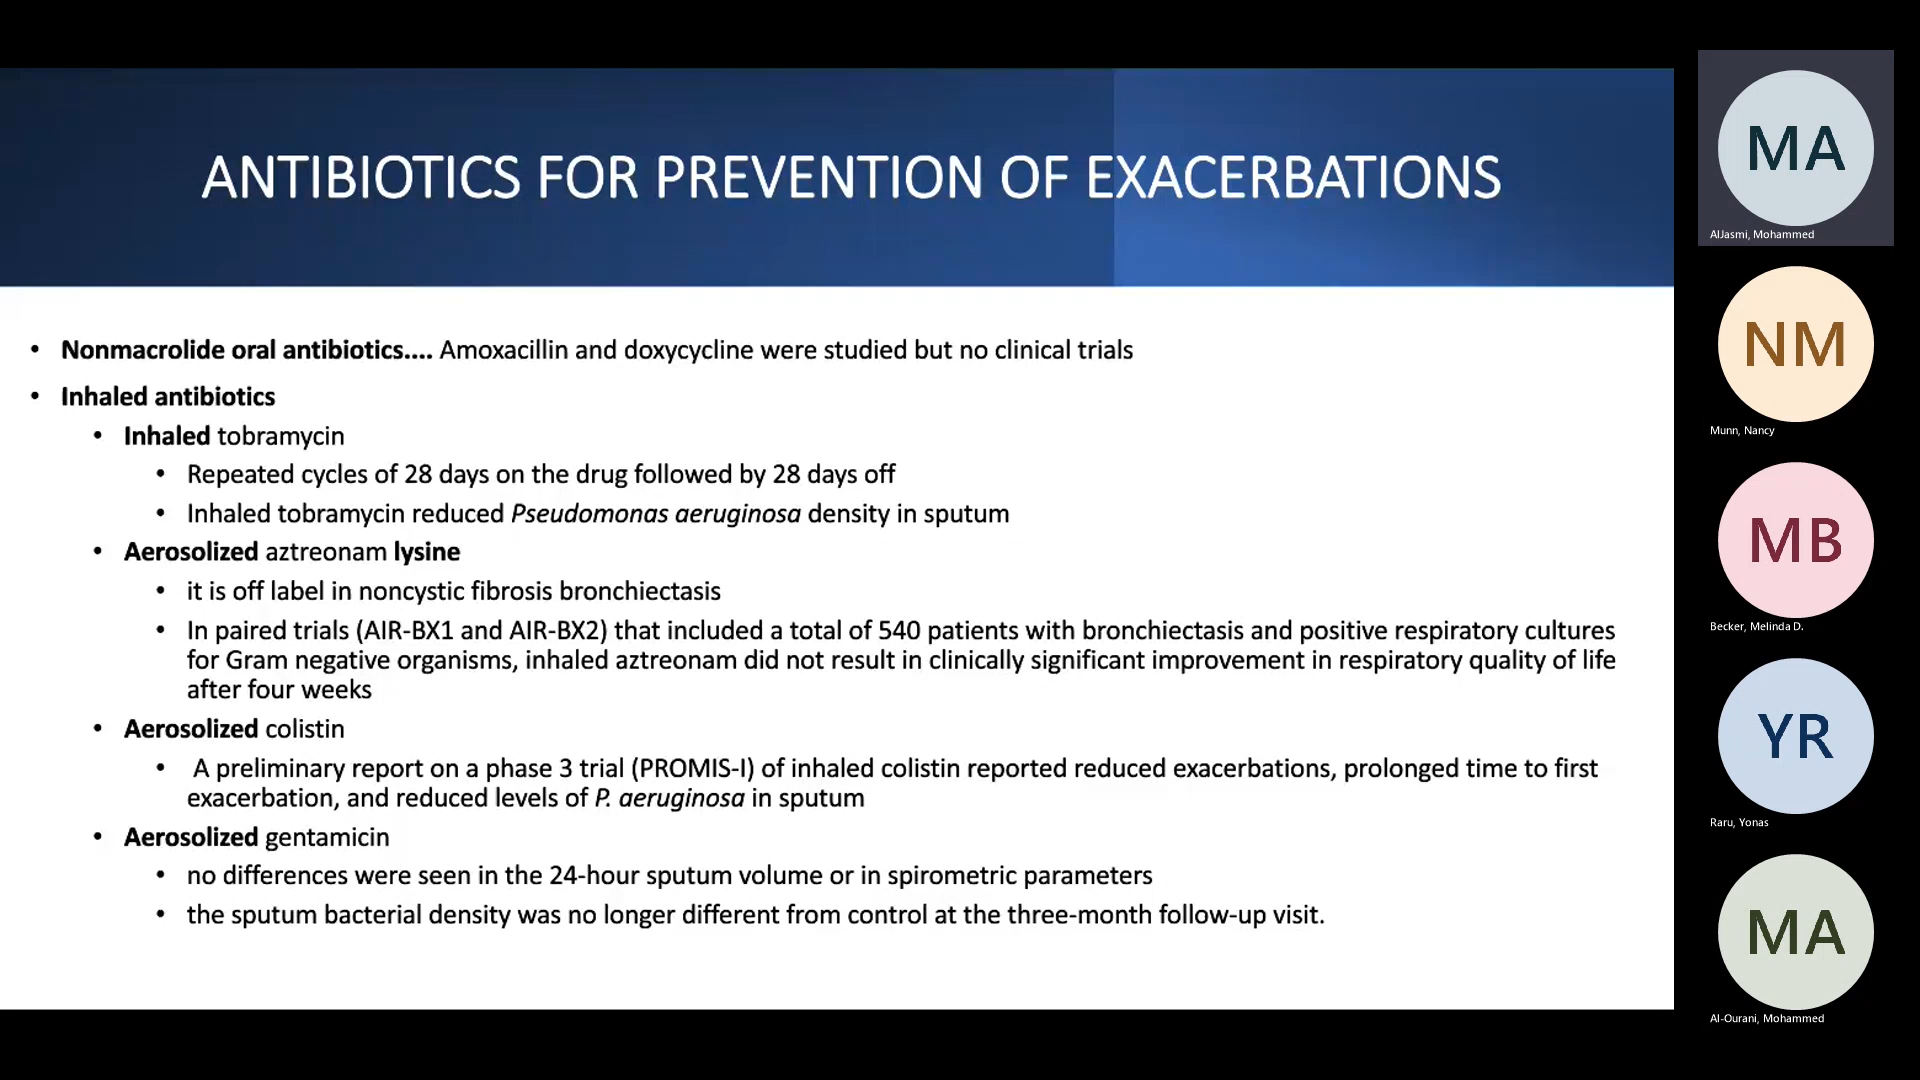 ANTIBIOTICS FOR PREVENTION OF EXACERBATIONS
• Nonmacrolide oral antibiotics.... Amoxacillin and doxycycline were studied but no clinical trials
• Inhaled antibiotics
• Inhaled tobramycin
• Repeated cycles of 28 days on the drug followed by 28 days off
• Inhaled tobramycin reduced Pseudomonas aeruginosa density in sputum
• Aerosolized aztreonam lysine
• it is off label in noncystic fibrosis bronchiectasis
• In paired trials (AIR-BX1 and AIR-BX2) that included a total of 540 patients with bronchiectasis and positive respiratory cultures
for Gram negative organisms, inhaled aztreonam did not result in clinically significant improvement in respiratory quality of life
after four weeks
• Aerosolized colistin
• A preliminary report on a phase 3 trial (PROMIS-I) of inhaled colistin reported reduced exacerbations, prolonged time to first
exacerbation, and reduced levels of P. aeruginosa in sputum
• Aerosolized gentamicin
• no differences were seen in the 24-hour sputum volume or in spirometric parameters
• the sputum bacterial density was no longer different from control at the three-month follow-up visit.
MA
AlJasmi, Mohammed
NM
Munn, Nancy
MB
Becker, Melinda D.
YR
Raru, Yonas
MA
Al-Ourani, Mohammed